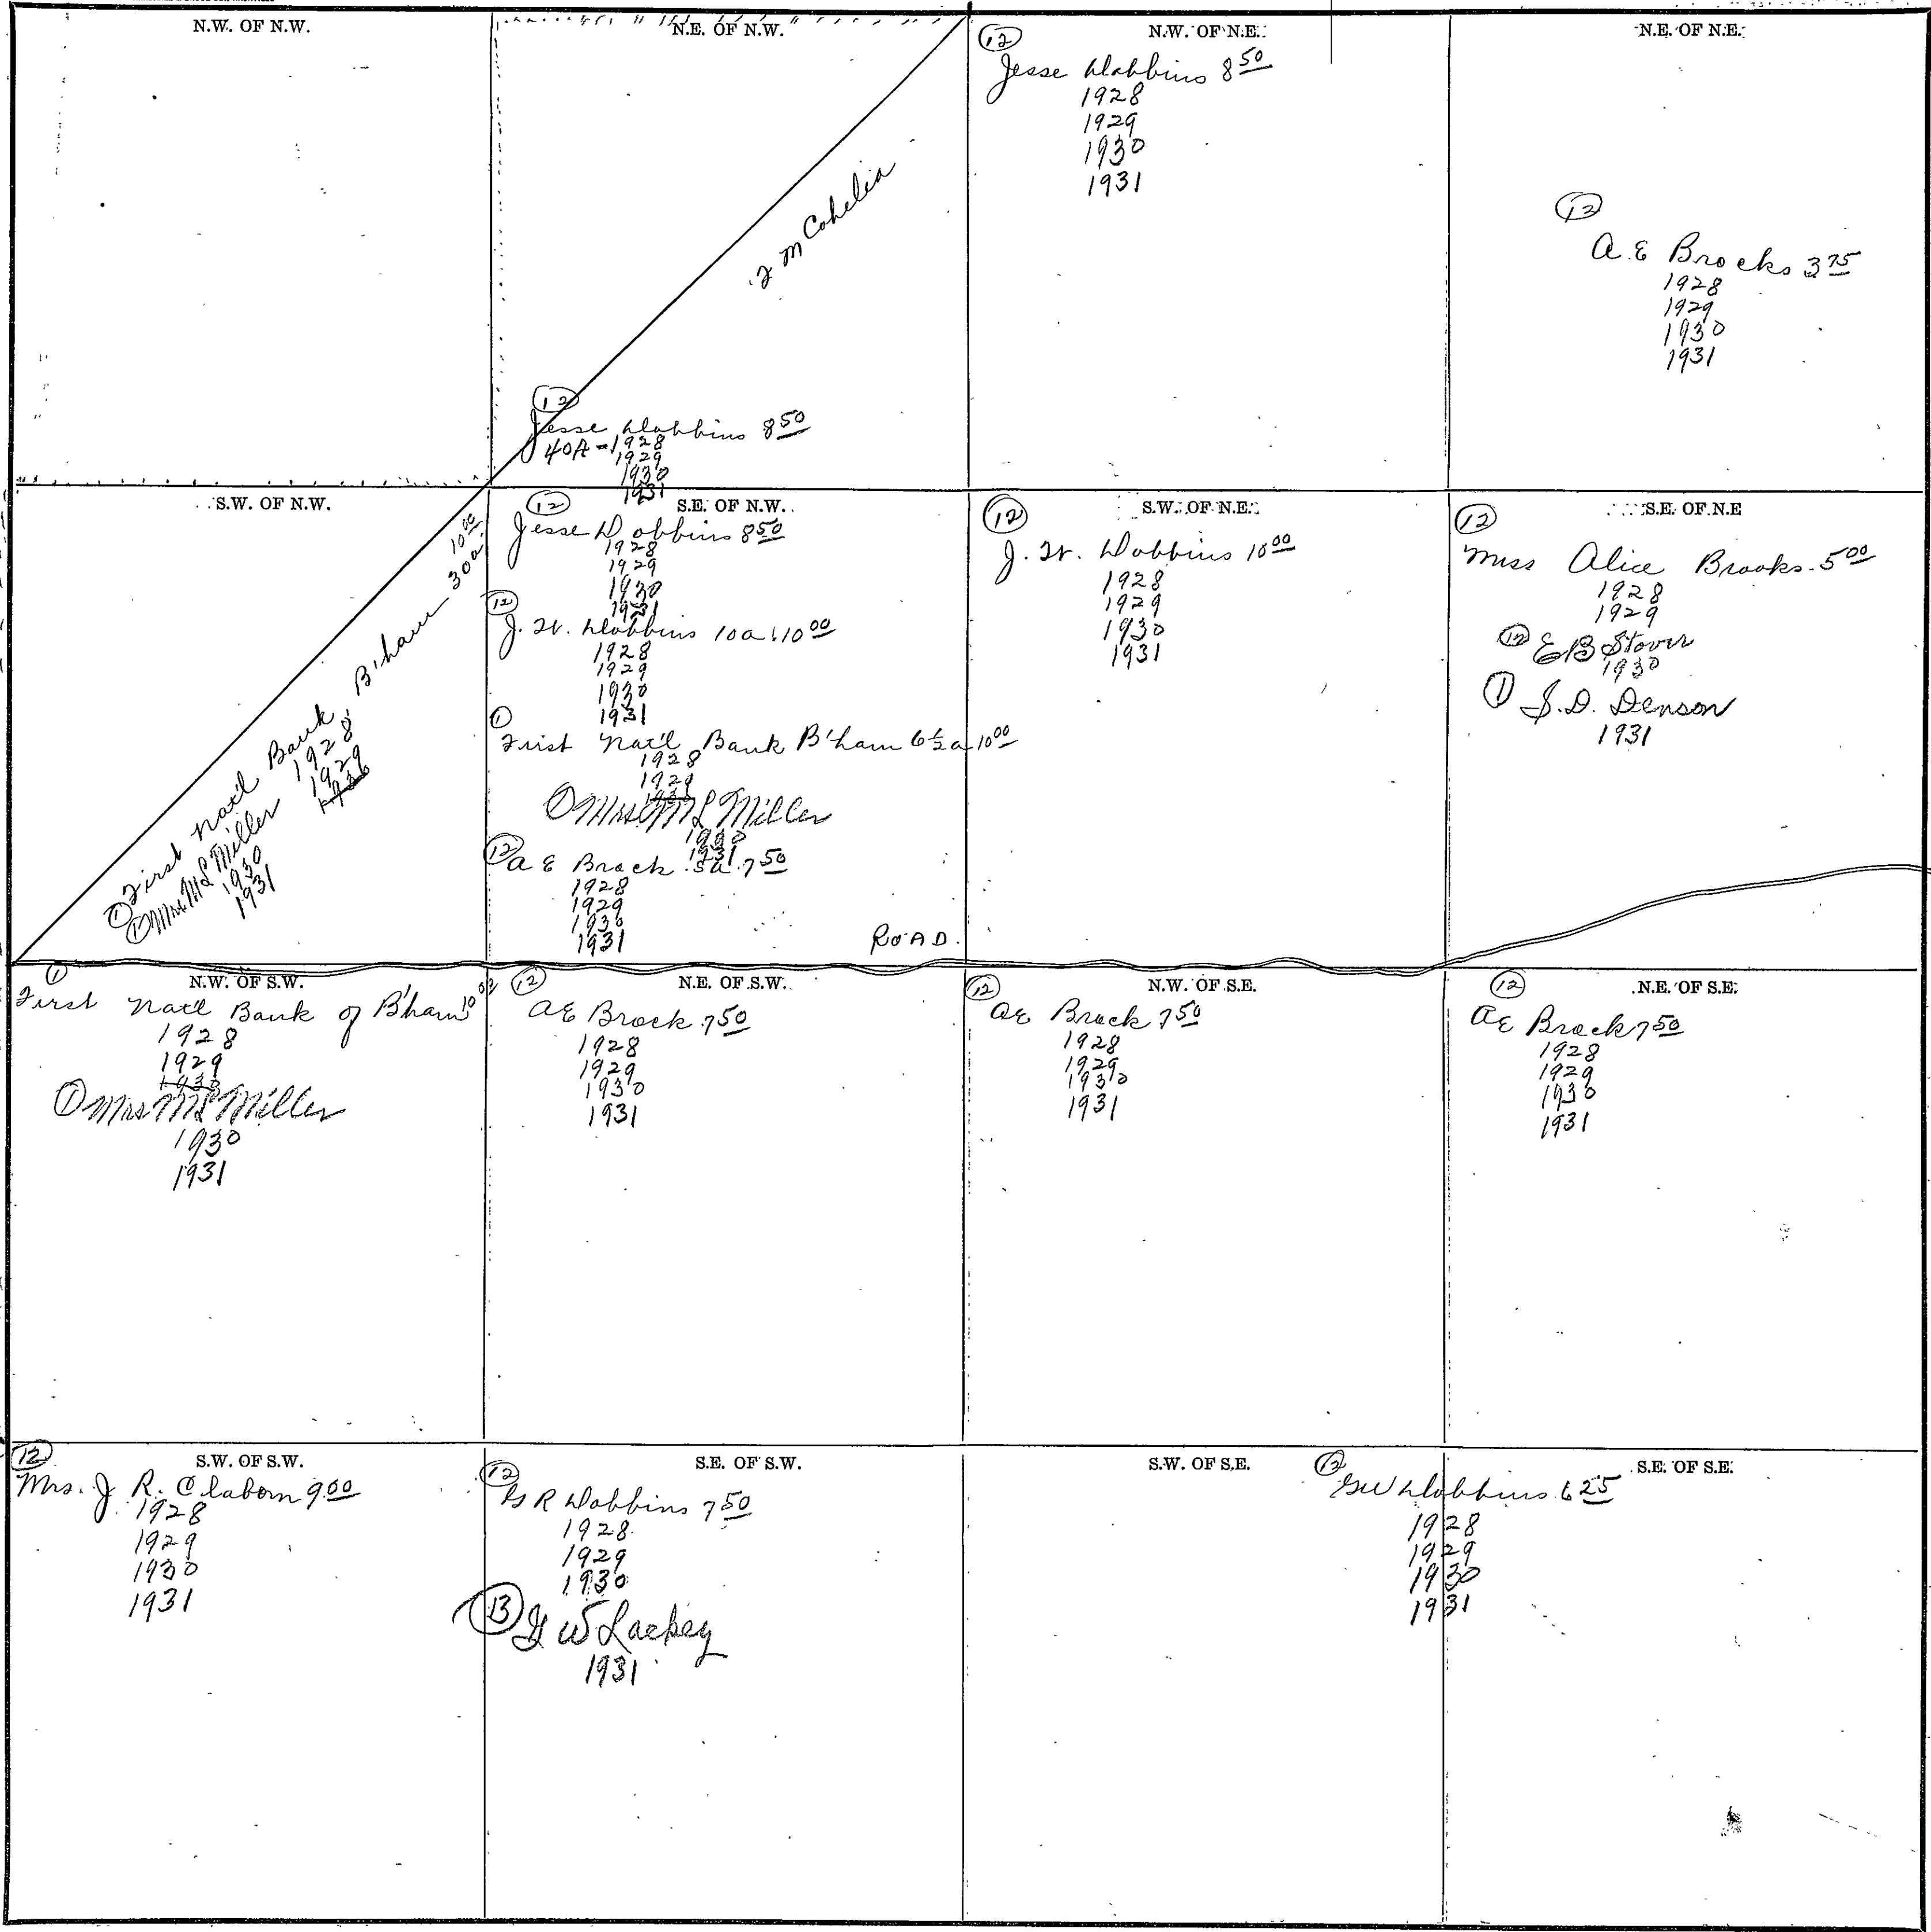 N.W. OF N.W.
N.E. OF N.W.
J M Cohelia
(12)
Jesse Dobbins 8 50
40A - 1928
1929
1930
1931
N.W. OF N.E.
(12)
Jesse Dobbins 8 50
1928
1929
1930
1931
N.E. OF N.E.
(12)
A. E Brocks 3 75
1928
1929
1930
1931
S.W. OF N.W.
10 00
(1) First Nat'l Bank, B'ham 30a
1928
1929
1930
(1) Mrs M L Miller
1930
1931
S.E. OF N.W.
(12)
Jesse Dobbins 8 50
1928
1929
1930
1931
(12)
J. W. Dobbins 10a 10 00
1928
1929
1930
1931
(1)
First Nat'l Bank B'ham 6½a 10 00
1928
1929
1930
(1) Mrs M L Miller
1930
1931
(12) A E Brock 5a. 7 50
1928
1929
1930
1931
ROAD.
S.W. OF N.E.
(12)
J. W. Dobbins 10 00
1928
1929
1930
1931
S.E. OF N.E
(12)
Miss Alice Brooks 5 00
1928
1929
(12) E B Stover
1930
(1) J. D. Denson
1931
N.W. OF S.W.
(1)
First Nat'l Bank of B'ham 10 00
1928
1929
1930
(1) Mrs M L Miller
1930
1931
N.E. OF S.W.
(12)
A E Brock 7 50
1928
1929
1930
1931
N.W. OF S.E.
(12)
A E Brock 7 50
1928
1929
1930
1931
N.E. OF S.E.
(12)
A E Brock 7 50
1928
1929
1930
1931
S.W. OF S.W.
(12)
Mrs. J R. Claborn 9 00
1928
1929
1930
1931
S.E. OF S.W.
(12)
G R Dobbins 7 50
1928
1929
1930
(13) G W Lackey
1931
S.W. OF S.E.
S.E. OF S.E.
(12)
G W Dobbins 6 25
1928
1929
1930
1931